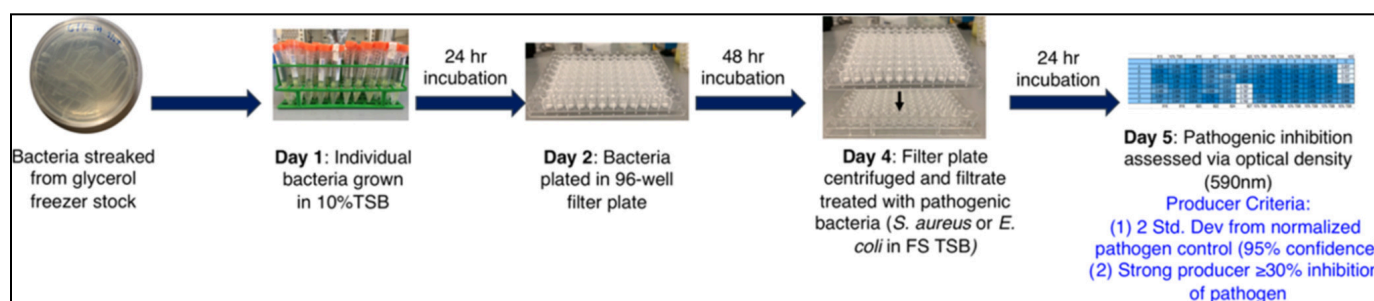 Bacteria streaked
from glycerol
freezer stock
Day 1: Individual
bacteria grown
in 10%TSB
24 hr
incubation
Day 2: Bacteria
plated in 96-well
filter plate
48 hr
incubation
Day 4: Filter plate
centrifuged and filtrate
treated with pathogenic
bacteria (S. aureus or E.
coli in FS TSB)
24 hr
incubation
Day 5: Pathogenic inhibition
assessed via optical density
(590nm)
Producer Criteria:
(1) 2 Std. Dev from normalized
pathogen control (95% confidence
(2) Strong producer ≥30% inhibition
of pathogen